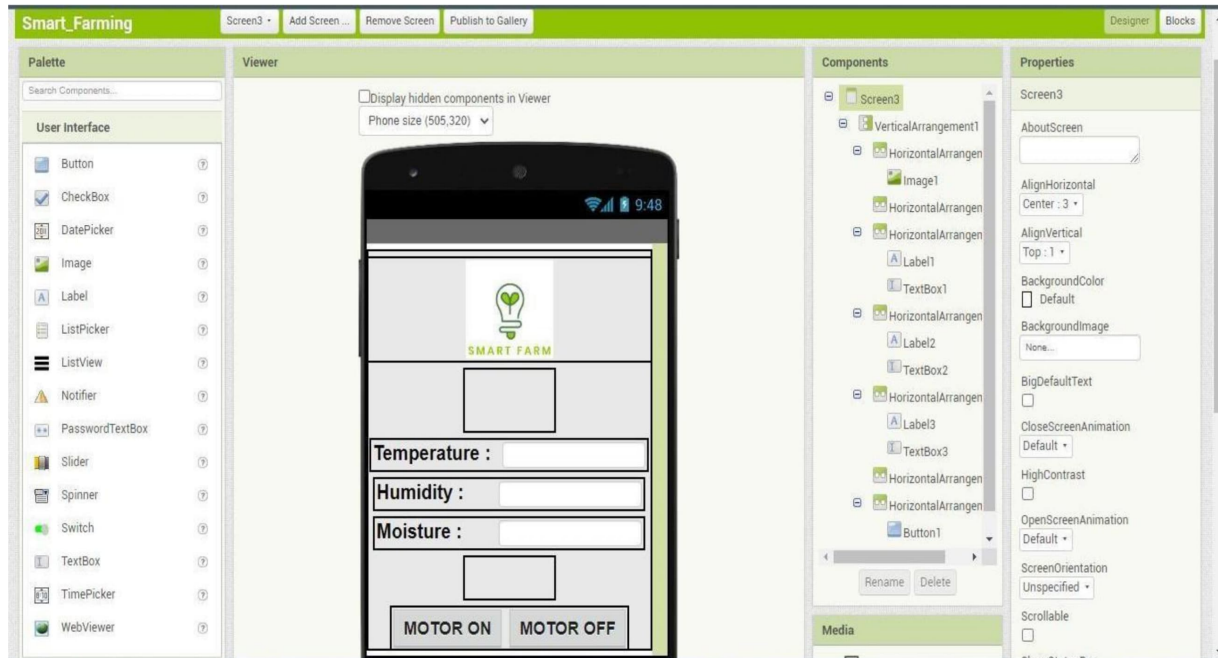 Smart_Farming
Screen3
Add Screen ...
Remove Screen
Publish to Gallery
Designer
Blocks
Palette
Search Components...
User Interface
Button
CheckBox
DatePicker
Image
Label
ListPicker
ListView
Notifier
PasswordTextBox
Slider
Spinner
Switch
TextBox
TimePicker
WebViewer
Viewer
Display hidden components in Viewer
Phone size (505,320)
9:48
SMART FARM
Temperature :
Humidity :
Moisture :
MOTOR ON
MOTOR OFF
Components
Screen3
VerticalArrangement1
HorizontalArrangen
Image1
HorizontalArrangen
HorizontalArrangen
Label1
TextBox1
HorizontalArrangen
Label2
TextBox2
HorizontalArrangen
Label3
TextBox3
HorizontalArrangen
HorizontalArrangen
Button1
Rename
Delete
Media
Properties
Screen3
AboutScreen
AlignHorizontal
Center : 3
AlignVertical
Top : 1
BackgroundColor
Default
BackgroundImage
None...
BigDefaultText
CloseScreenAnimation
Default
HighContrast
OpenScreenAnimation
Default
ScreenOrientation
Unspecified
Scrollable